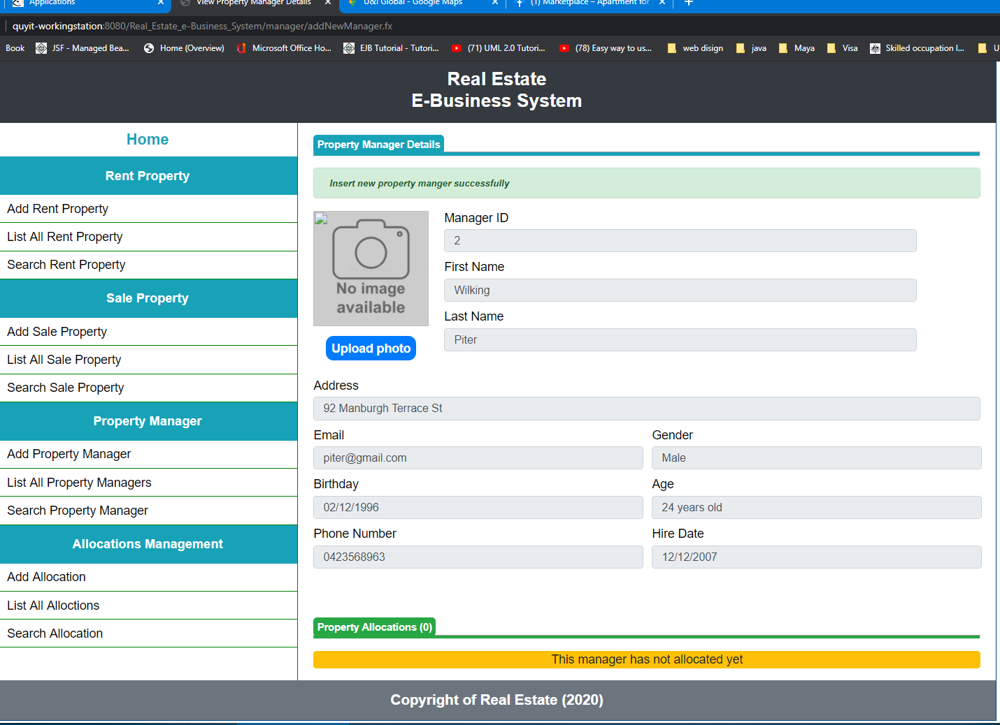 Applications
View Property Manager Details
U&I Global - Google Maps
(1) Marketplace – Apartment for
quyit-workingstation:8080/Real_Estate_e-Business_System/manager/addNewManager.fx
Book
JSF - Managed Bea...
Home (Overview)
Microsoft Office Ho...
EJB Tutorial - Tutori...
(71) UML 2.0 Tutori...
(78) Easy way to us...
web disign
java
Maya
Visa
Skilled occupation l...
U
Real Estate
E-Business System
Home
Rent Property
Add Rent Property
List All Rent Property
Search Rent Property
Sale Property
Add Sale Property
List All Sale Property
Search Sale Property
Property Manager
Add Property Manager
List All Property Managers
Search Property Manager
Allocations Management
Add Allocation
List All Alloctions
Search Allocation
Property Manager Details
Insert new property manger successfully
No image
available
Upload photo
Manager ID
2
First Name
Wilking
Last Name
Piter
Address
92 Manburgh Terrace St
Email
piter@gmail.com
Gender
Male
Birthday
02/12/1996
Age
24 years old
Phone Number
0423568963
Hire Date
12/12/2007
Property Allocations (0)
This manager has not allocated yet
Copyright of Real Estate (2020)